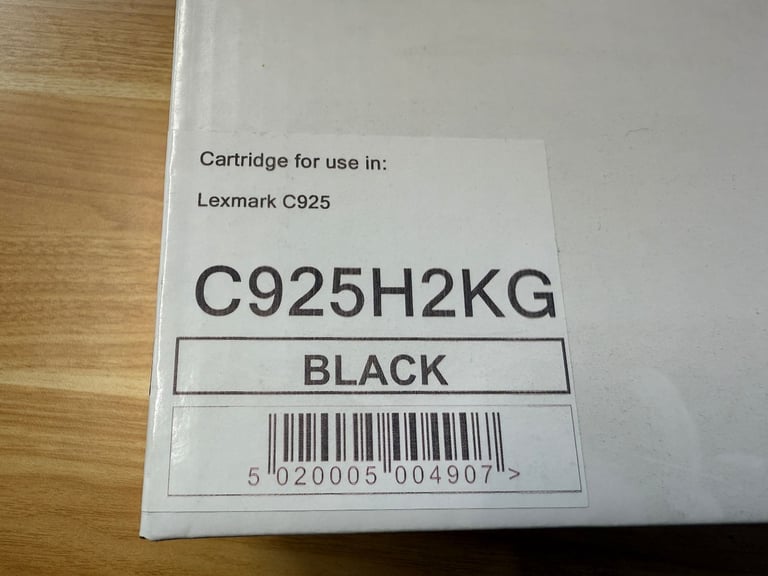 Cartridge for use in:
Lexmark C925
C925H2KG
BLACK
5 020005 004907 >